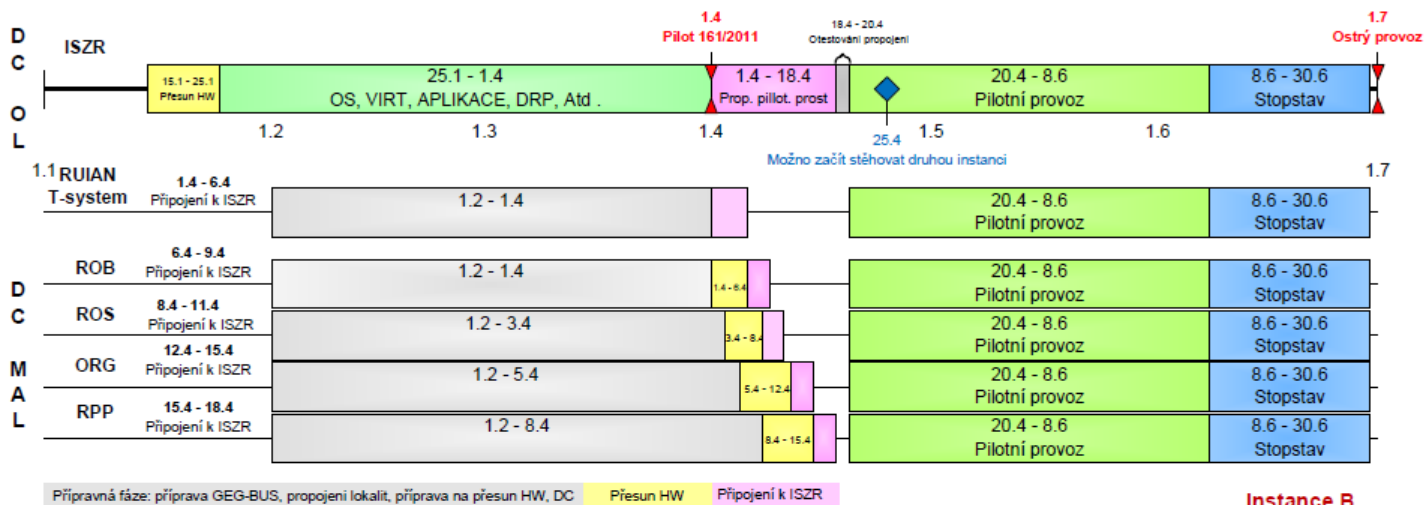 DC OL
ISZR
1.4
Pilot 161/2011
18.4 - 20.4
Otestování propojení
1.7
Ostrý provoz
15.1 - 25.1
Přesun HW
25.1 - 1.4
OS, VIRT, APLIKACE, DRP, Atd .
1.4 - 18.4
Prop. pillot. prost
20.4 - 8.6
Pilotní provoz
8.6 - 30.6
Stopstav
1.2
1.3
1.4
1.5
1.6
25.4
Možno začít stěhovat druhou instanci
1.1
1.7
RUIAN
T-system
1.4 - 6.4
Připojení k ISZR
1.2 - 1.4
20.4 - 8.6
Pilotní provoz
8.6 - 30.6
Stopstav
DC MAL
ROB
6.4 - 9.4
Připojení k ISZR
1.2 - 1.4
1.4 - 6.4
20.4 - 8.6
Pilotní provoz
8.6 - 30.6
Stopstav
ROS
8.4 - 11.4
Připojení k ISZR
1.2 - 3.4
3.4 - 8.4
20.4 - 8.6
Pilotní provoz
8.6 - 30.6
Stopstav
ORG
12.4 - 15.4
Připojení k ISZR
1.2 - 5.4
5.4 - 12.4
20.4 - 8.6
Pilotní provoz
8.6 - 30.6
Stopstav
RPP
15.4 - 18.4
Připojení k ISZR
1.2 - 8.4
8.4 - 15.4
20.4 - 8.6
Pilotní provoz
8.6 - 30.6
Stopstav
Přípravná fáze: příprava GEG-BUS, propojeni lokalit, příprava na přesun HW, DC
Přesun HW
Připojení k ISZR
Instance B